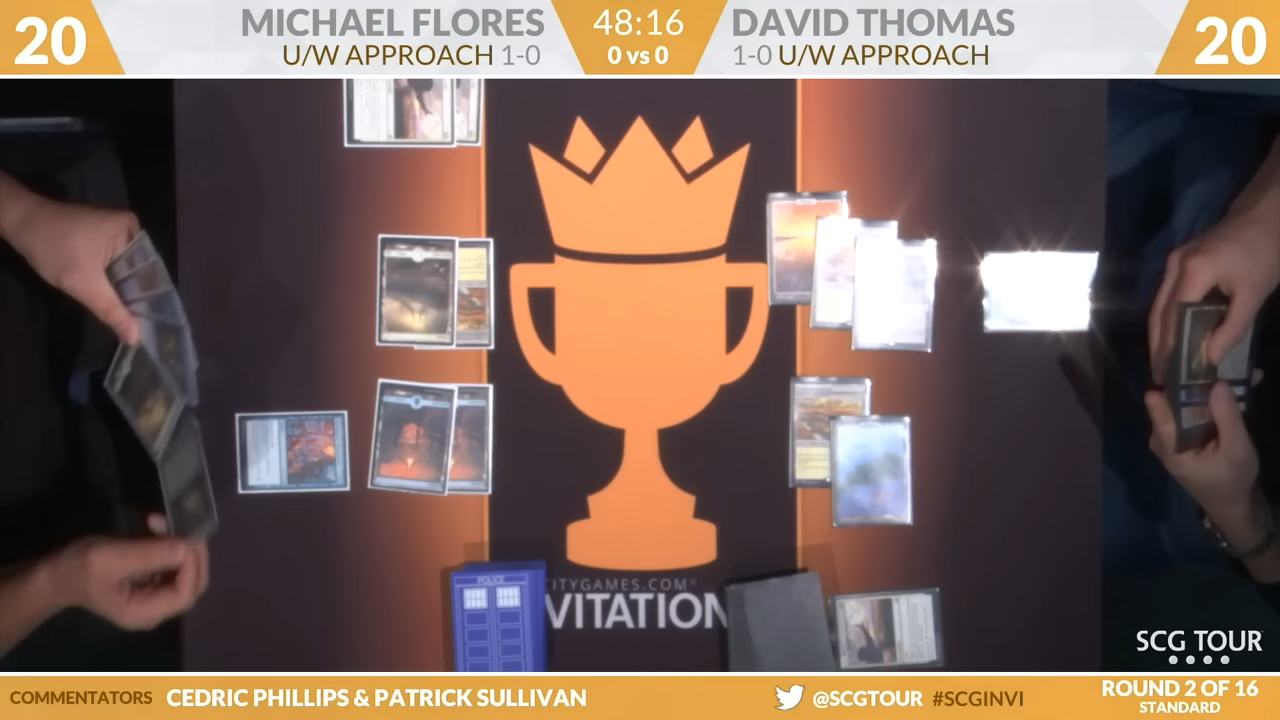 20
MICHAEL FLORES
U/W APPROACH 1-0
48:16
0 vs 0
DAVID THOMAS
1-0 U/W APPROACH
20
POLICE
CITYGAMES.COM
VITATION
SCG TOUR
COMMENTATORS CEDRIC PHILLIPS & PATRICK SULLIVAN
@SCGTOUR #SCGINVI
ROUND 2 OF 16
STANDARD